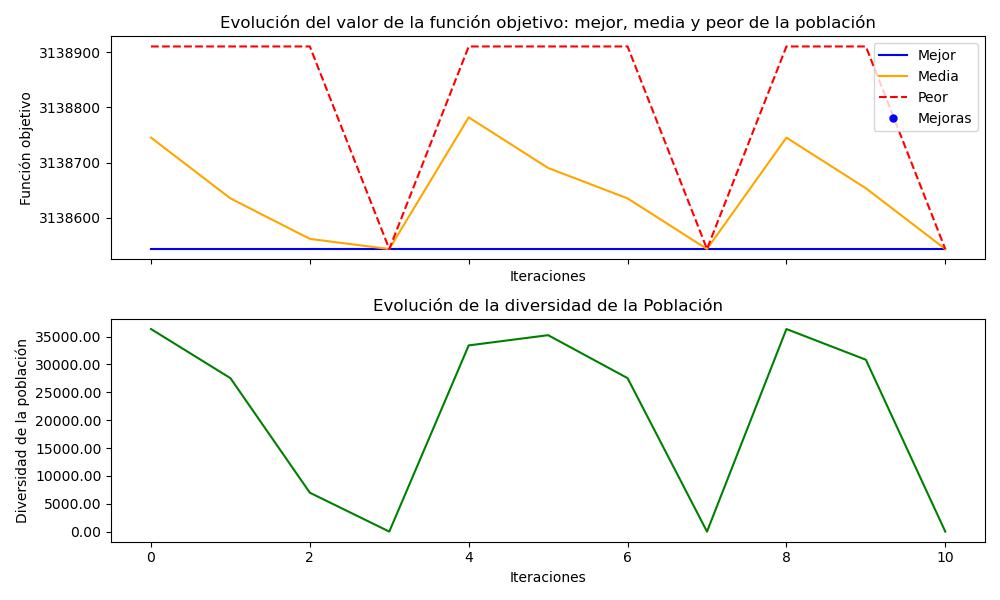 Evolución del valor de la función objetivo: mejor, media y peor de la población
3138900
3138800
3138700
3138600
Función objetivo
Mejor
Media
Peor
Mejoras
Iteraciones
Evolución de la diversidad de la Población
35000.00
30000.00
25000.00
20000.00
15000.00
10000.00
5000.00
0.00
Diversidad de la población
0 2 4 6 8 10
Iteraciones